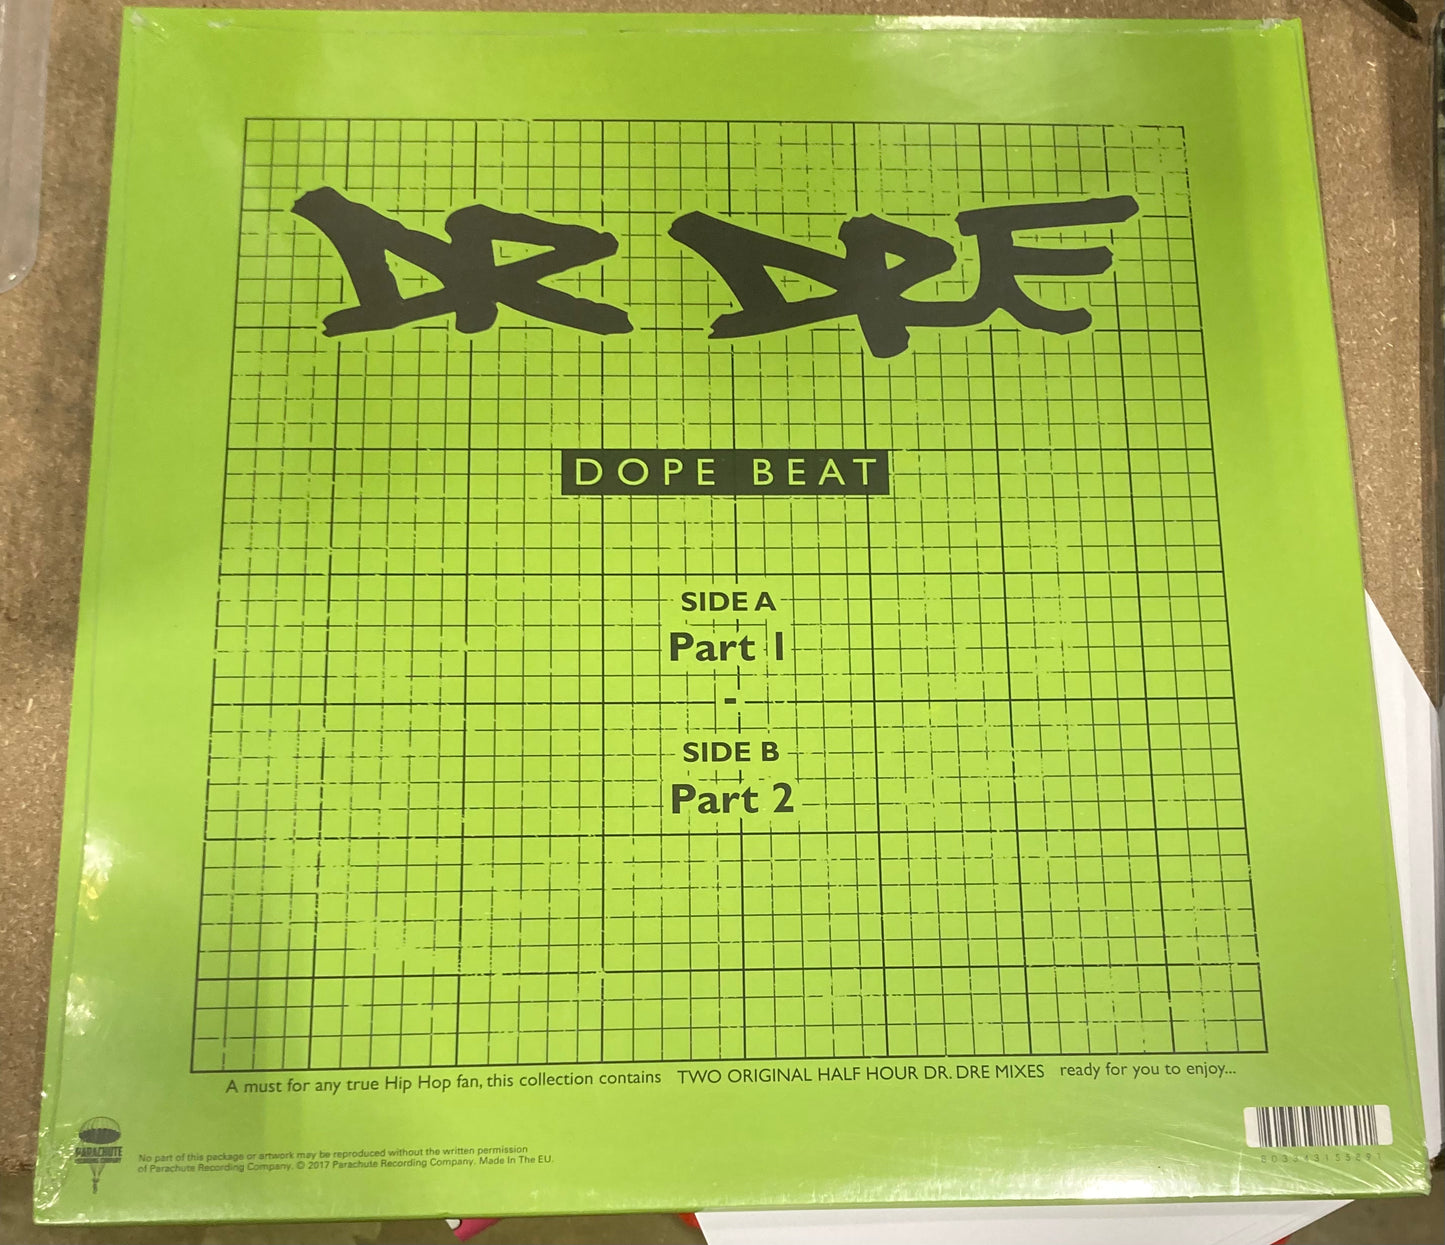 DR DRE
DOPE BEAT
SIDE A
Part 1
-
SIDE B
Part 2
A must for any true Hip Hop fan, this collection contains TWO ORIGINAL HALF HOUR DR. DRE MIXES ready for you to enjoy...
PARACHUTE
RECORDING COMPANY
No part of this package or artwork may be reproduced without the written permission
of Parachute Recording Company. © 2017 Parachute Recording Company. Made In The EU.